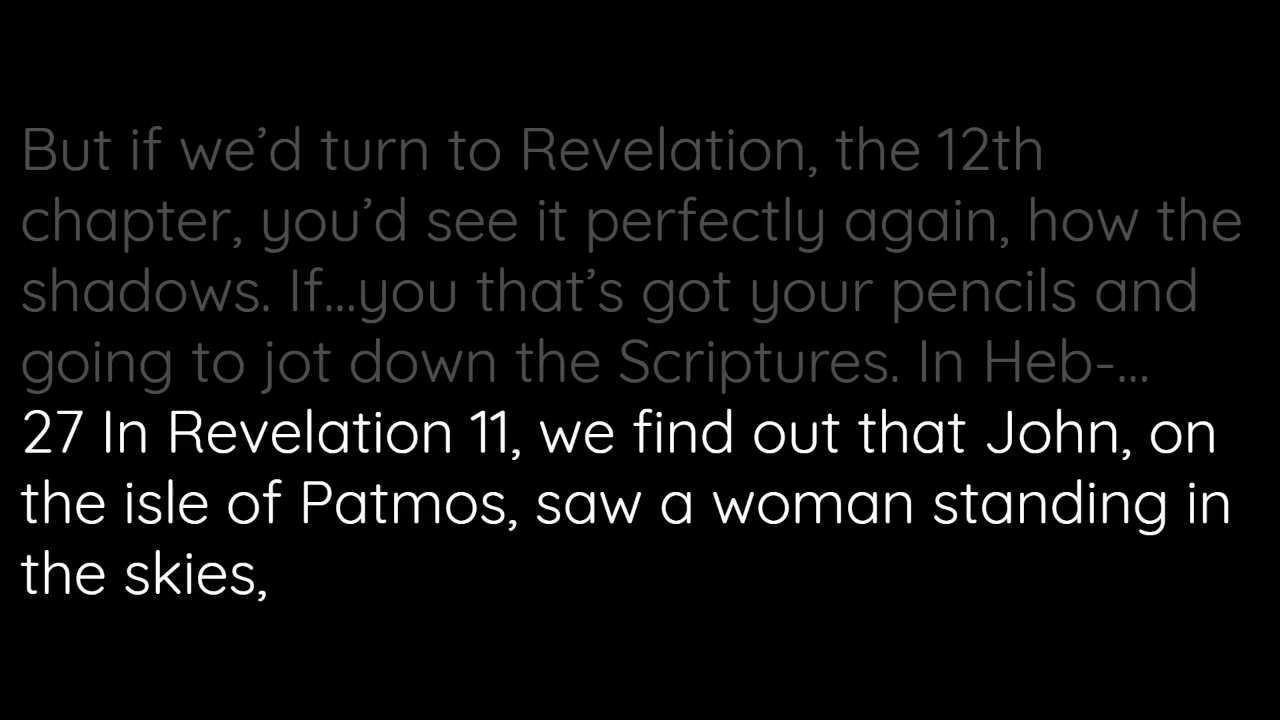 But if we’d turn to Revelation, the 12th
chapter, you’d see it perfectly again, how the
shadows. If...you that’s got your pencils and
going to jot down the Scriptures. In Heb-...
27 In Revelation 11, we find out that John, on
the isle of Patmos, saw a woman standing in
the skies,